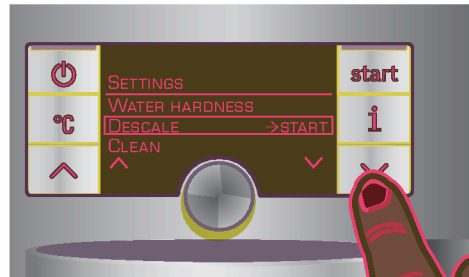 start
SETTINGS
WATER HARDNESS
°C
i
DESCALE →START
CLEAN